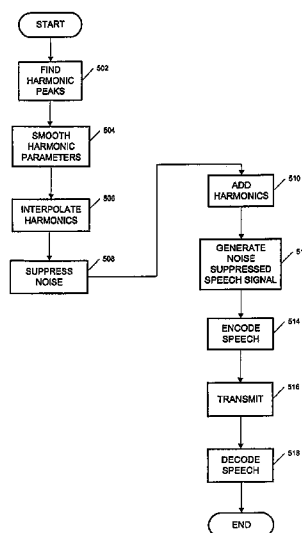 START
FIND
HARMONIC
PEAKS
502
SMOOTH
HARMONIC
PARAMETERS
504
INTERPOLATE
HARMONICS
506
SUPPRESS
NOISE
508
ADD
HARMONICS
510
GENERATE
NOISE
SUPPRESSED
SPEECH SIGNAL
51
ENCODE
SPEECH
514
TRANSMIT
516
DECODE
SPEECH
518
END